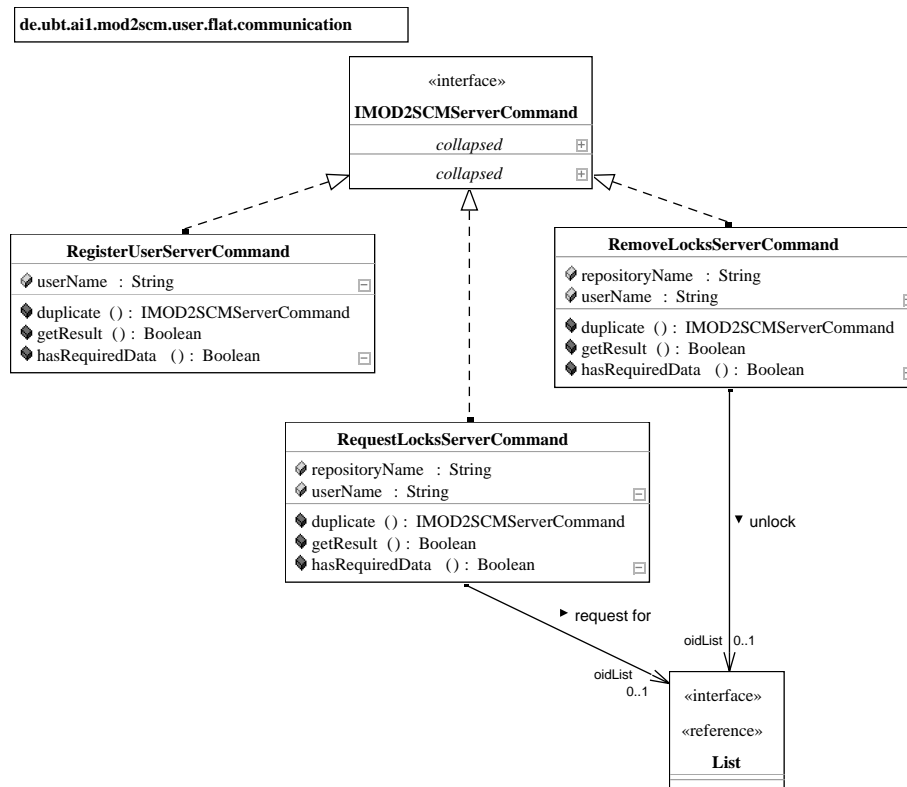 de.ubt.ai1.mod2scm.user.flat.communication
«interface»
IMOD2SCMServerCommand
collapsed
collapsed
RegisterUserServerCommand
userName : String
duplicate () : IMOD2SCMServerCommand
getResult () : Boolean
hasRequiredData () : Boolean
RemoveLocksServerCommand
repositoryName : String
userName : String
duplicate () : IMOD2SCMServerCommand
getResult () : Boolean
hasRequiredData () : Boolean
RequestLocksServerCommand
repositoryName : String
userName : String
duplicate () : IMOD2SCMServerCommand
getResult () : Boolean
hasRequiredData () : Boolean
unlock
request for
oidList 0..1
oidList
0..1
«interface»
«reference»
List